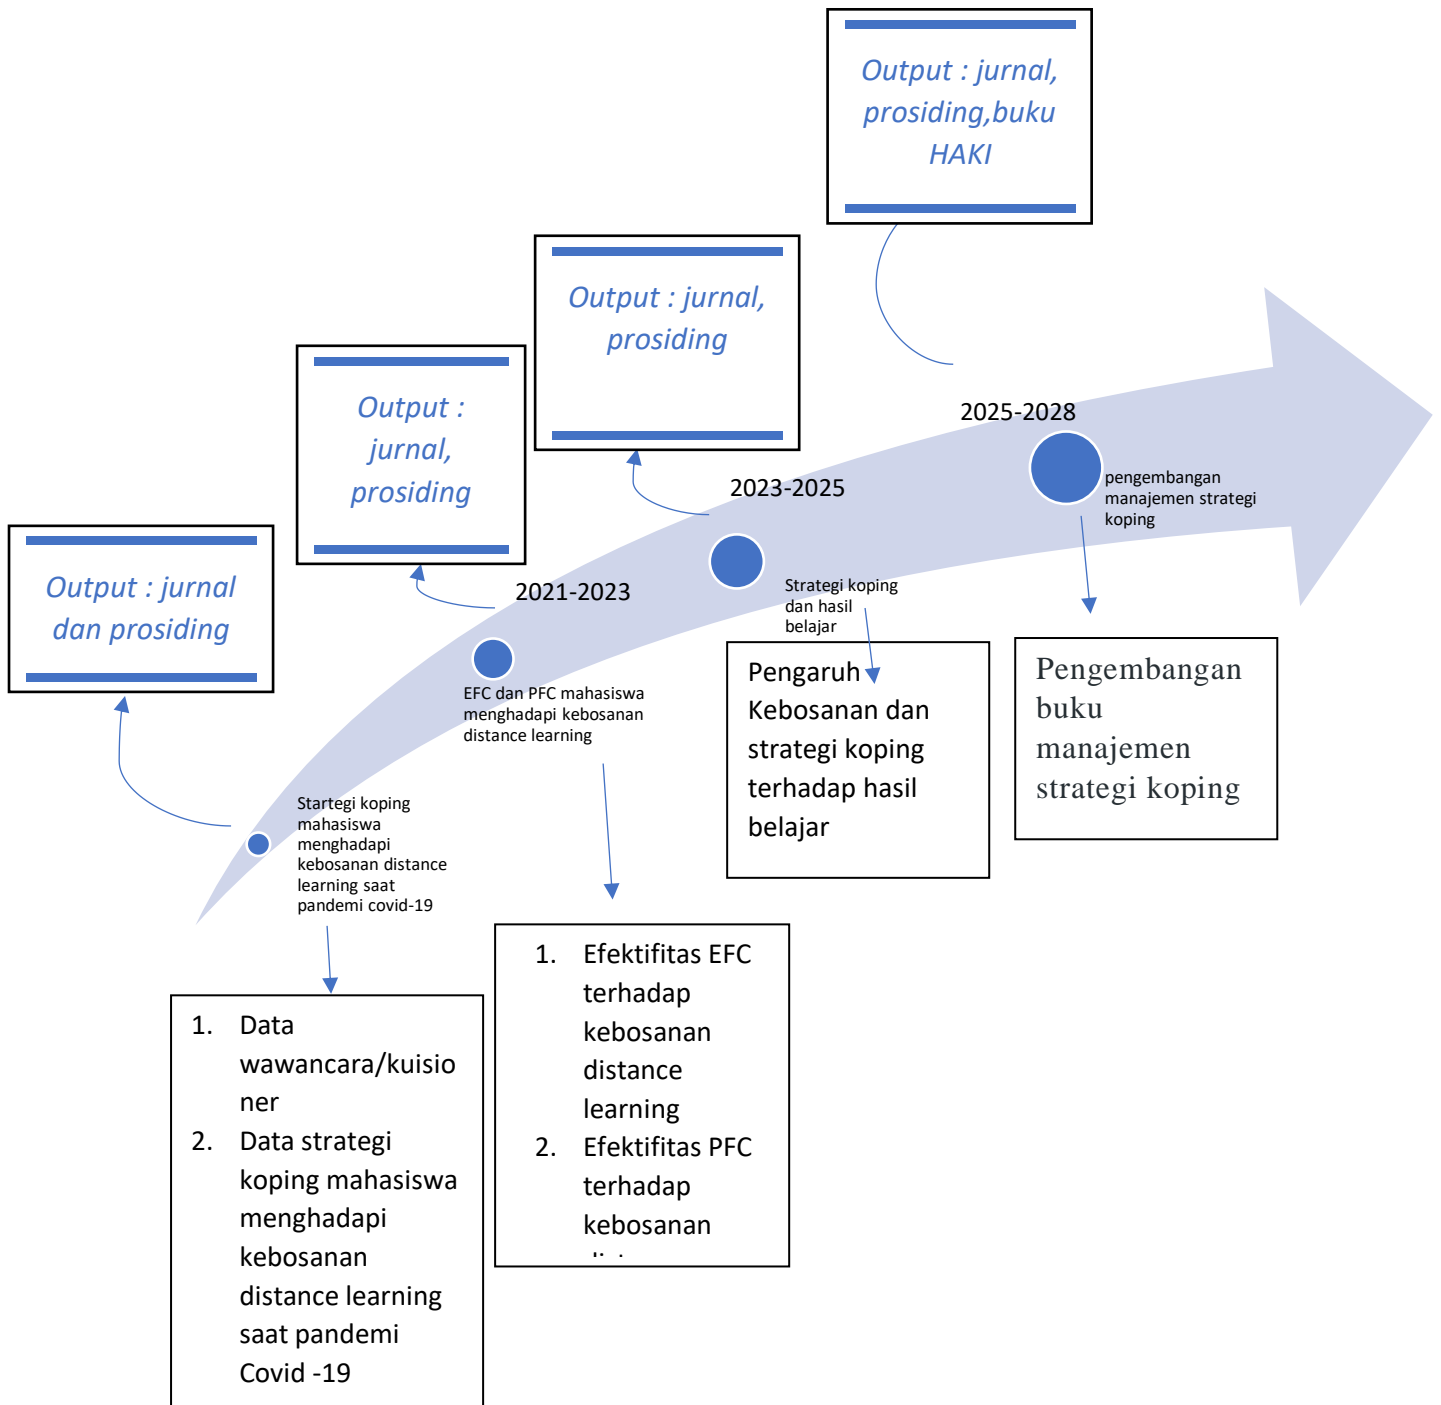 Output : jurnal,
prosiding,buku
HAKI
Output : jurnal,
prosiding
Output :
jurnal,
prosiding
Output : jurnal
dan prosiding
2025-2028
pengembangan
manajemen strategi
koping
2023-2025
Strategi koping
dan hasil
belajar
2021-2023
EFC dan PFC mahasiswa
menghadapi kebosanan
distance learning
Startegi koping
mahasiswa
menghadapi
kebosanan distance
learning saat
pandemi covid-19
Pengaruh
Kebosanan dan
strategi koping
terhadap hasil
belajar
Pengembangan
buku
manajemen
strategi koping
1. Efektifitas EFC
terhadap
kebosanan
distance
learning
2. Efektifitas PFC
terhadap
kebosanan
1. Data
wawancara/kuisio
ner
2. Data strategi
koping mahasiswa
menghadapi
kebosanan
distance learning
saat pandemi
Covid -19